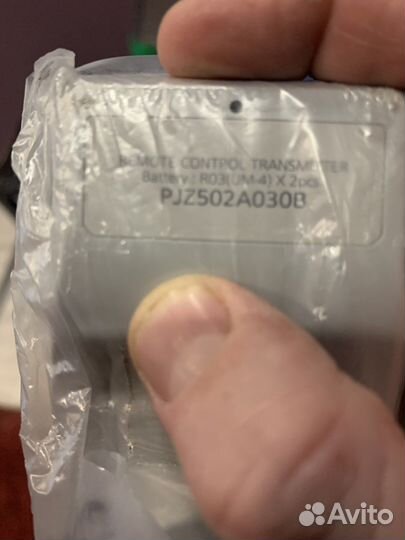 REMOTE CONTROL TRANSMITTER
Battery : R03(UM-4) X 2pcs
PJZ502A030B
Avito